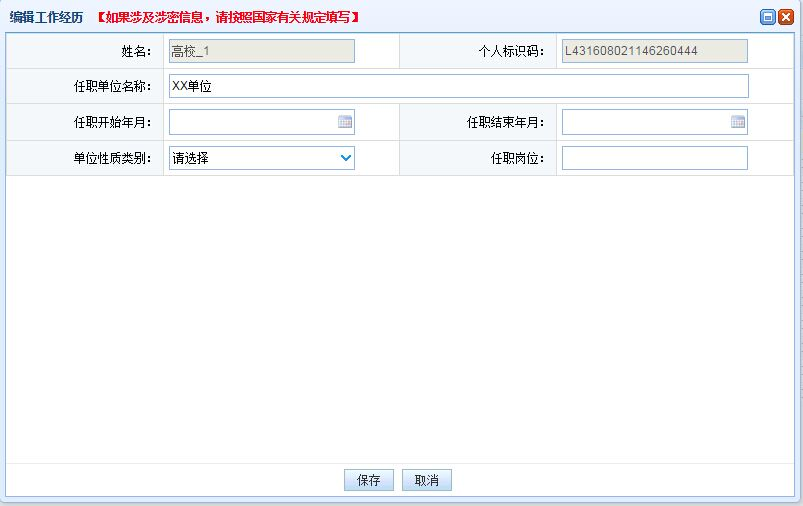 编辑工作经历 【如果涉及涉密信息，请按照国家有关规定填写】
姓名： 高校_1 个人标识码： L431608021146260444
任职单位名称： XX单位
任职开始年月： 任职结束年月：
单位性质类别： 请选择 任职岗位：
保存 取消